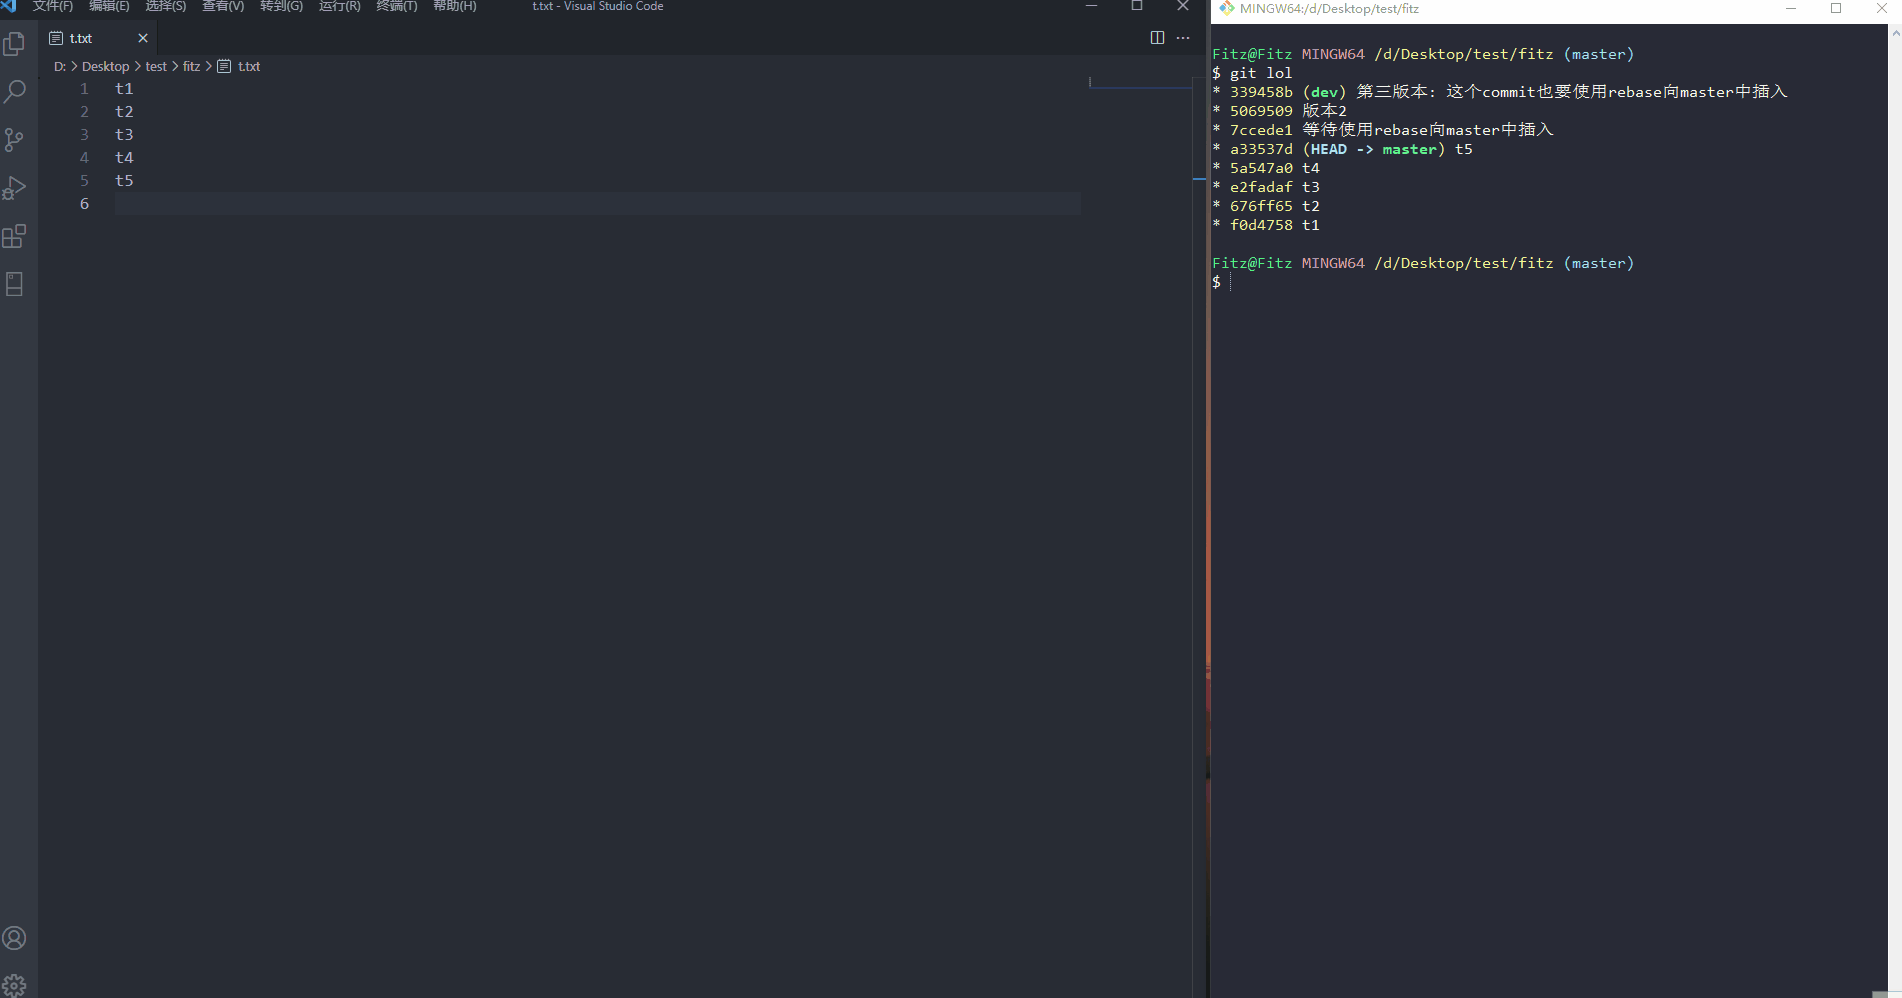 文件(F) 编辑(E) 选择(S) 查看(V) 转到(G) 运行(R) 终端(T) 帮助(H) t.txt - Visual Studio Code
t.txt
D: > Desktop > test > fitz > t.txt
1 t1
2 t2
3 t3
4 t4
5 t5
6
MINGW64:/d/Desktop/test/fitz
Fitz@Fitz MINGW64 /d/Desktop/test/fitz (master)
$ git lol
* 339458b (dev) 第三版本: 这个commit也要使用rebase向master中插入
* 5069509 版本2
* 7ccede1 等待使用rebase向master中插入
* a33537d (HEAD -> master) t5
* 5a547a0 t4
* e2fadaf t3
* 676ff65 t2
* f0d4758 t1
Fitz@Fitz MINGW64 /d/Desktop/test/fitz (master)
$